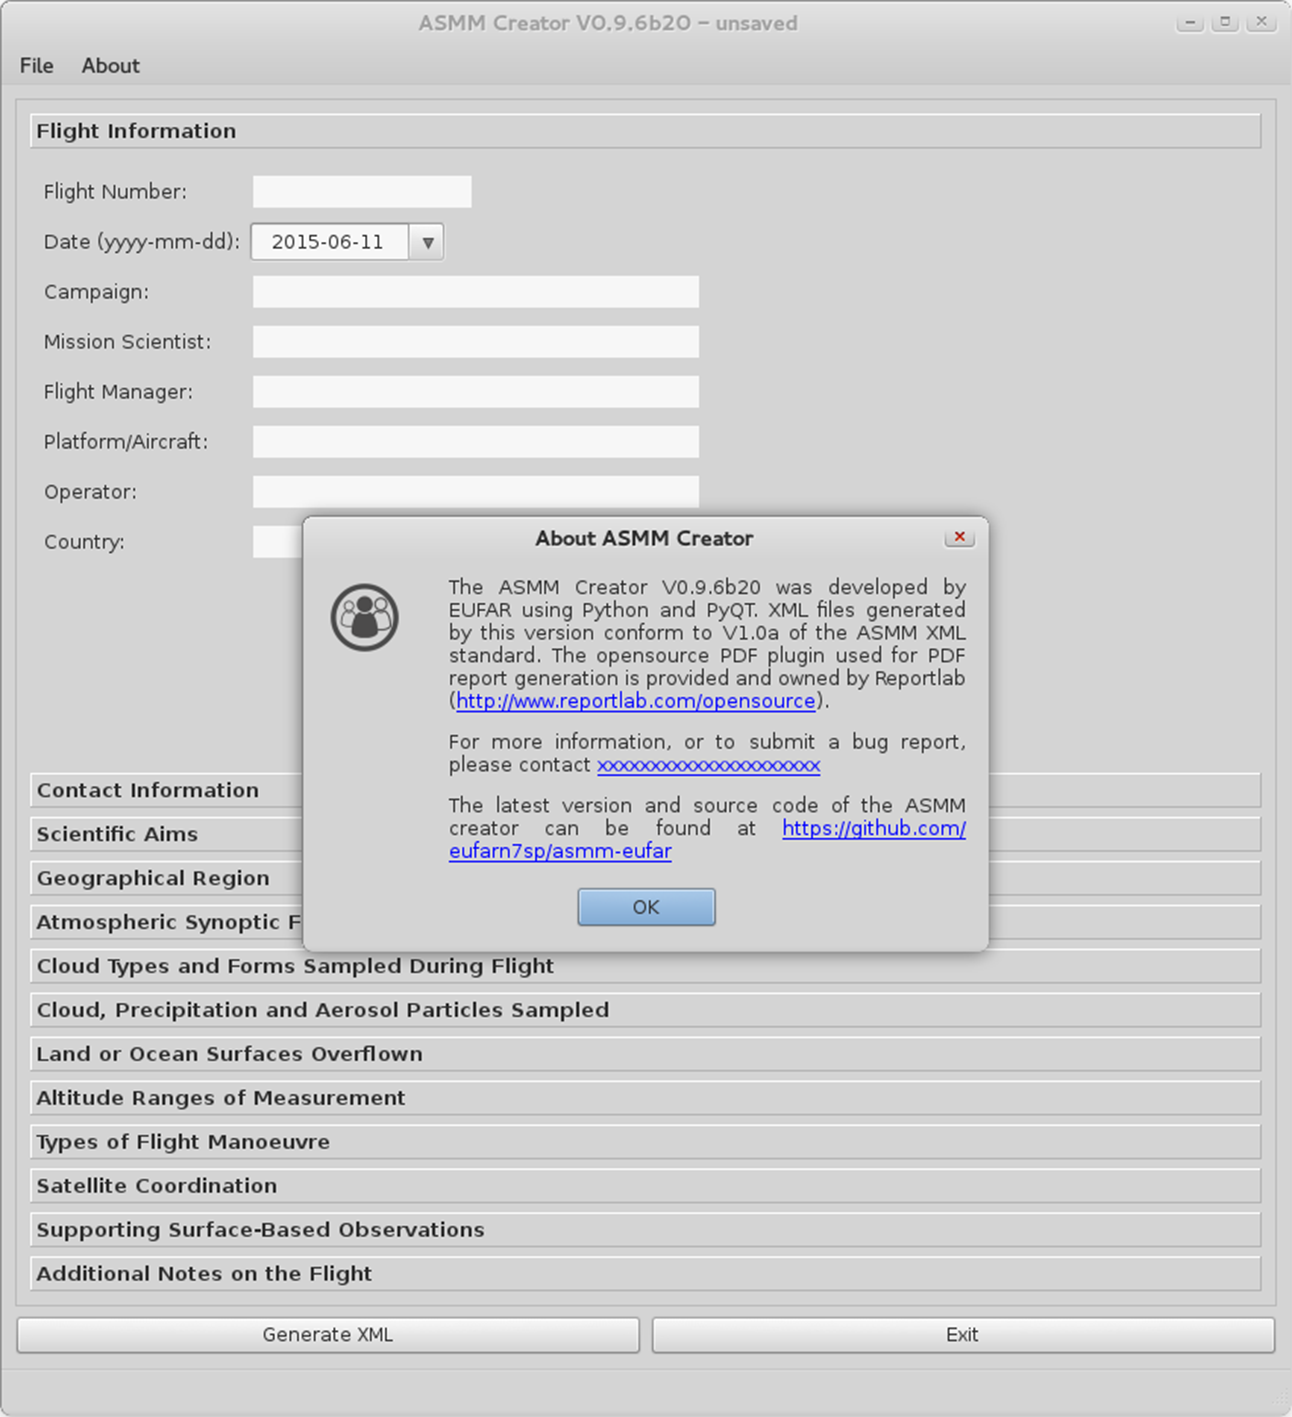 ASMM Creator V0.9.6b20 – unsaved
File About
Flight Information
Flight Number:
Date (yyyy-mm-dd): 2015-06-11
Campaign:
Mission Scientist:
Flight Manager:
Platform/Aircraft:
Operator:
Country:
About ASMM Creator
The ASMM Creator V0.9.6b20 was developed by
EUFAR using Python and PyQT. XML files generated
by this version conform to V1.0a of the ASMM XML
standard. The opensource PDF plugin used for PDF
report generation is provided and owned by Reportlab
(http://www.reportlab.com/opensource).
For more information, or to submit a bug report,
please contact xxxxxxxxxxxxxxxxxxxxx
The latest version and source code of the ASMM
creator can be found at https://github.com/
eufarn7sp/asmm-eufar
OK
Contact Information
Scientific Aims
Geographical Region
Atmospheric Synoptic F
Cloud Types and Forms Sampled During Flight
Cloud, Precipitation and Aerosol Particles Sampled
Land or Ocean Surfaces Overflown
Altitude Ranges of Measurement
Types of Flight Manoeuvre
Satellite Coordination
Supporting Surface-Based Observations
Additional Notes on the Flight
Generate XML Exit